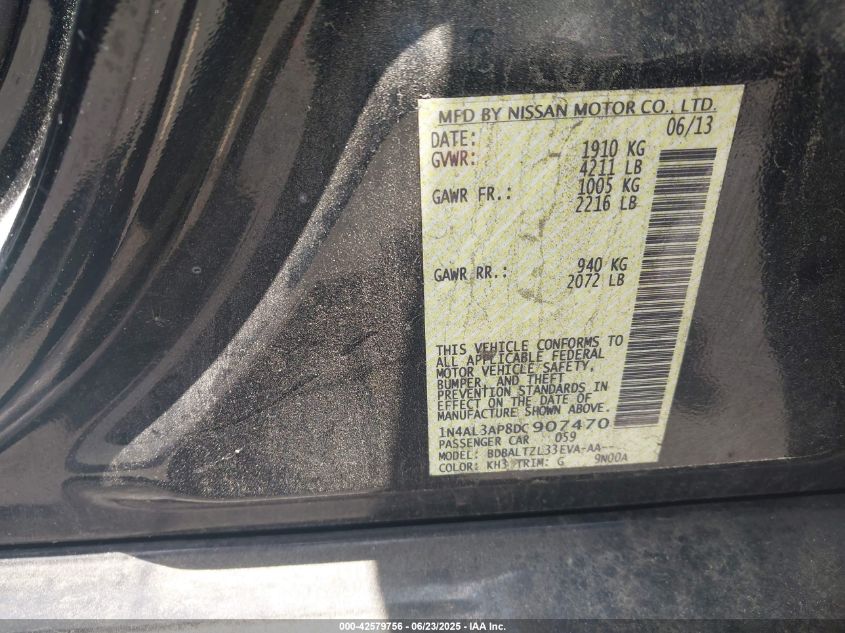 MFD BY NISSAN MOTOR CO., LTD.
DATE: 06/13
GVWR: 1910 KG
4211 LB
GAWR FR.: 1005 KG
2216 LB
GAWR RR.: 940 KG
2072 LB
THIS VEHICLE CONFORMS TO
ALL APPLICABLE FEDERAL
MOTOR VEHICLE SAFETY,
BUMPER, AND THEFT
PREVENTION STANDARDS IN
EFFECT ON THE DATE OF
MANUFACTURE SHOWN ABOVE.
1N4AL3AP8DC907470
PASSENGER CAR 059
MODEL: BDBALTZL33EVA-AA--
COLOR: KH3 TRIM: G 9N00A
000-42579756 - 06/23/2025 - IAA Inc.